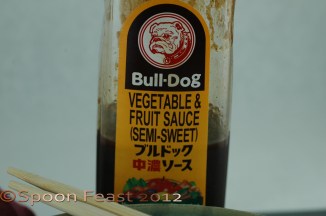 Bull-Dog
VEGETABLE &
FRUIT SAUCE
(SEMI-SWEET)
ブルドック
中濃ソース
©Spoon Feast 2012